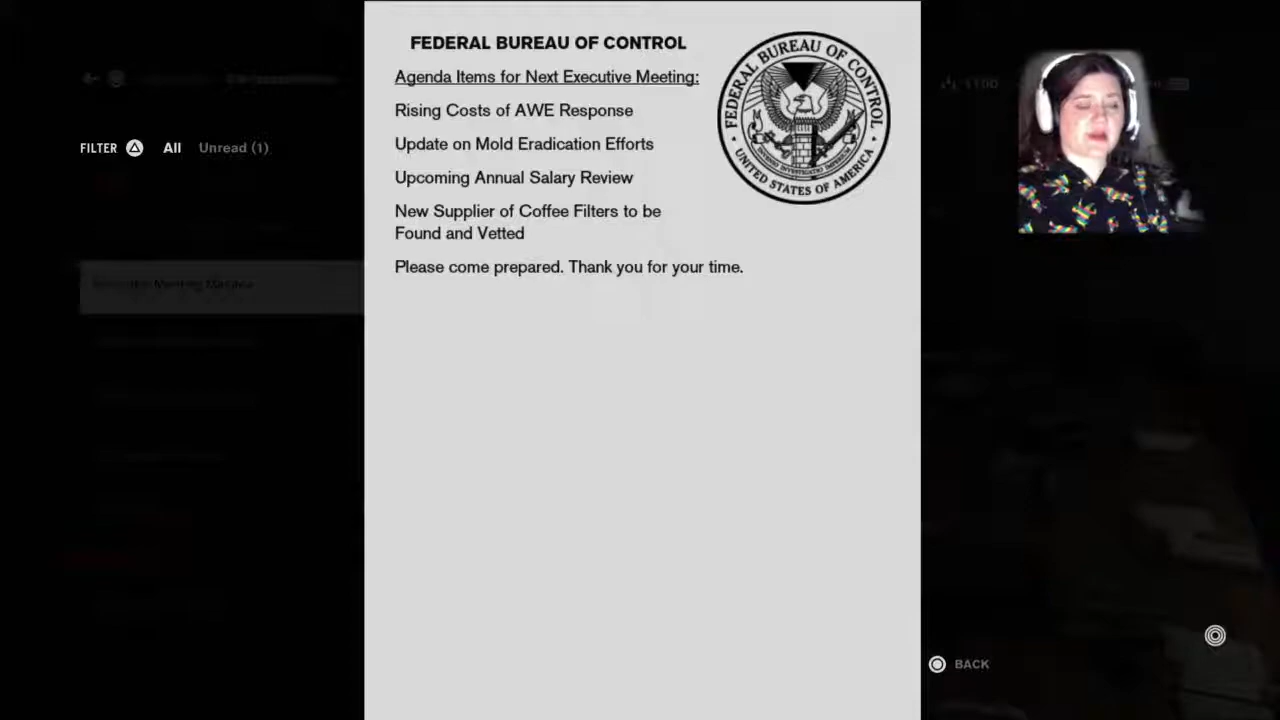 FEDERAL BUREAU OF CONTROL
Agenda Items for Next Executive Meeting:
Rising Costs of AWE Response
Update on Mold Eradication Efforts
Upcoming Annual Salary Review
New Supplier of Coffee Filters to be
Found and Vetted
Please come prepared. Thank you for your time.
FEDERAL BUREAU OF CONTROL
UNITED STATES OF AMERICA
FILTER All Unread (1)
BACK